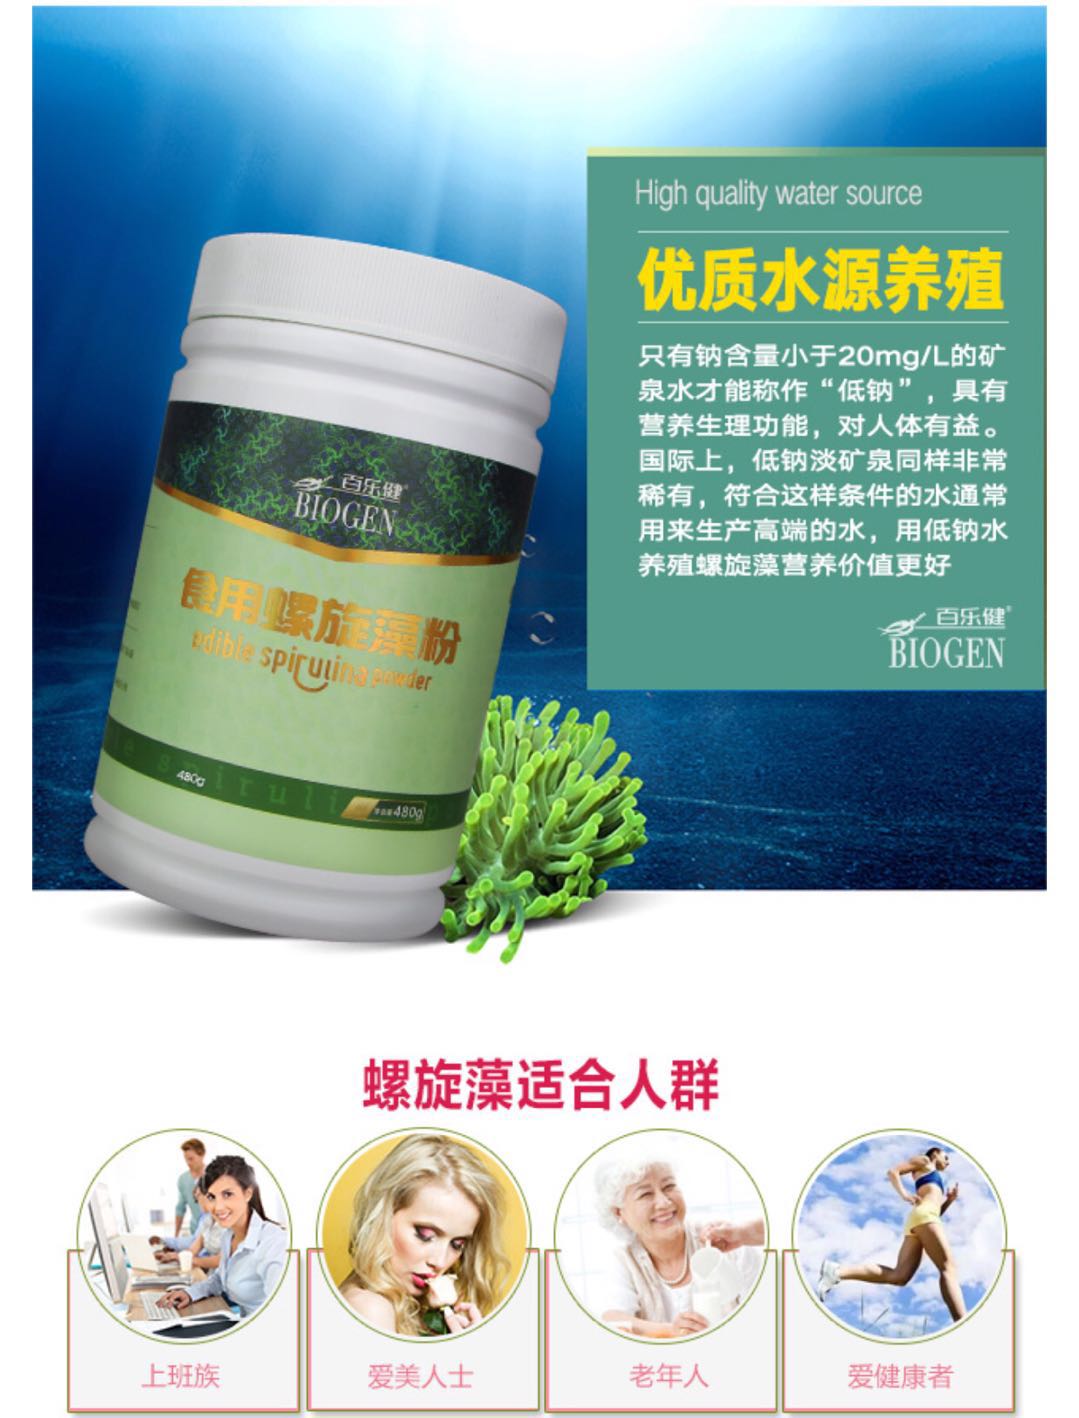 High quality water source
优质水源养殖
只有钠含量小于20mg/L的矿
泉水才能称作“低钠”，具有
营养生理功能，对人体有益。
国际上，低钠淡矿泉同样非常
稀有，符合这样条件的水通常
用来生产高端的水，用低钠水
养殖螺旋藻营养价值更好
百乐健®
BIOGEN
百乐健®
BIOGEN
食用螺旋藻粉
edible spirulina powder
480g
480g
螺旋藻适合人群
上班族
爱美人士
老年人
爱健康者